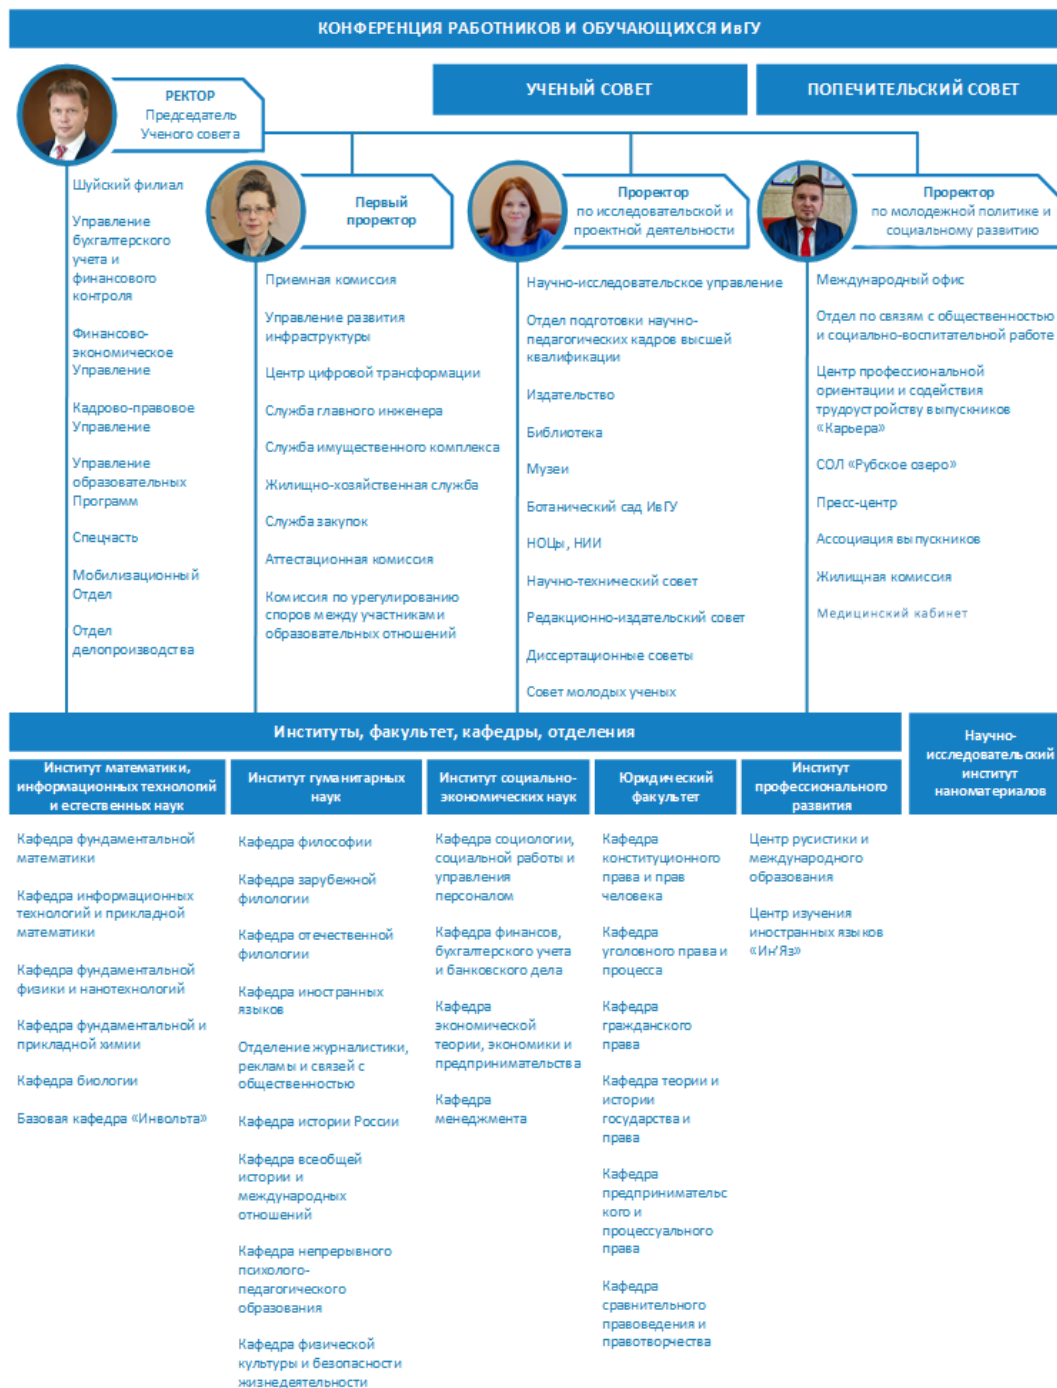 КОНФЕРЕНЦИЯ РАБОТНИКОВ И ОБУЧАЮЩИХСЯ ИвГУ
РЕКТОР
Председатель
Ученого совета
УЧЕНЫЙ СОВЕТ
ПОПЕЧИТЕЛЬСКИЙ СОВЕТ
Шуйский филиал
Управление
бухгалтерского
учета и
финансового
контроля
Финансово-
экономическое
Управление
Кадрово-правовое
Управление
Управление
образовательных
Программ
Спецчасть
Мобилизационный
Отдел
Отдел
делопроизводства
Первый
проректор
Приемная комиссия
Управление развития
инфраструктуры
Центр цифровой трансформации
Служба главного инженера
Служба имущественного комплекса
Жилищно-хозяйственная служба
Служба закупок
Аттестационная комиссия
Комиссия по урегулированию
споров между участниками
образовательных отношений
Проректор
по исследовательской и
проектной деятельности
Научно-исследовательское управление
Отдел подготовки научно-
педагогических кадров высшей
квалификации
Издательство
Библиотека
Музеи
Ботанический сад ИвГУ
НОЦы, НИИ
Научно-технический совет
Редакционно-издательский совет
Диссертационные советы
Совет молодых ученых
Проректор
по молодежной политике и
социальному развитию
Международный офис
Отдел по связям с общественностью
и социально-воспитательной работе
Центр профессиональной
ориентации и содействия
трудоустройству выпускников
«Карьера»
СОЛ «Рубское озеро»
Пресс-центр
Ассоциация выпускников
Жилищная комиссия
Медицинский кабинет
Институты, факультет, кафедры, отделения
Институт математики,
информационных технологий
и естественных наук
Кафедра фундаментальной
математики
Кафедра информационных
технологий и прикладной
математики
Кафедра фундаментальной
физики и нанотехнологий
Кафедра фундаментальной и
прикладной химии
Кафедра биологии
Базовая кафедра «Инвольта»
Институт гуманитарных
наук
Кафедра философии
Кафедра зарубежной
филологии
Кафедра отечественной
филологии
Кафедра иностранных
языков
Отделение журналистики,
рекламы и связей с
общественностью
Кафедра истории России
Кафедра всеобщей
истории и
международных
отношений
Кафедра непрерывного
психолого-
педагогического
образования
Кафедра физической
культуры и безопасности
жизнедеятельности
Институт социально-
экономических наук
Кафедра социологии,
социальной работы и
управления
персоналом
Кафедра финансов,
бухгалтерского учета
и банковского дела
Кафедра
экономической
теории, экономики и
предпринимательства
Кафедра
менеджмента
Юридический
факультет
Кафедра
конституционного
права и прав
человека
Кафедра
уголовного права и
процесса
Кафедра
гражданского
права
Кафедра теории и
истории
государства и
права
Кафедра
предпринимательс
кого и
процессуального
права
Кафедра
сравнительного
правоведения и
правотворчества
Институт
профессионального
развития
Центр русистики и
международного
образования
Центр изучения
иностранных языков
«Ин'Яз»
Научно-
исследовательский
институт
наноматериалов